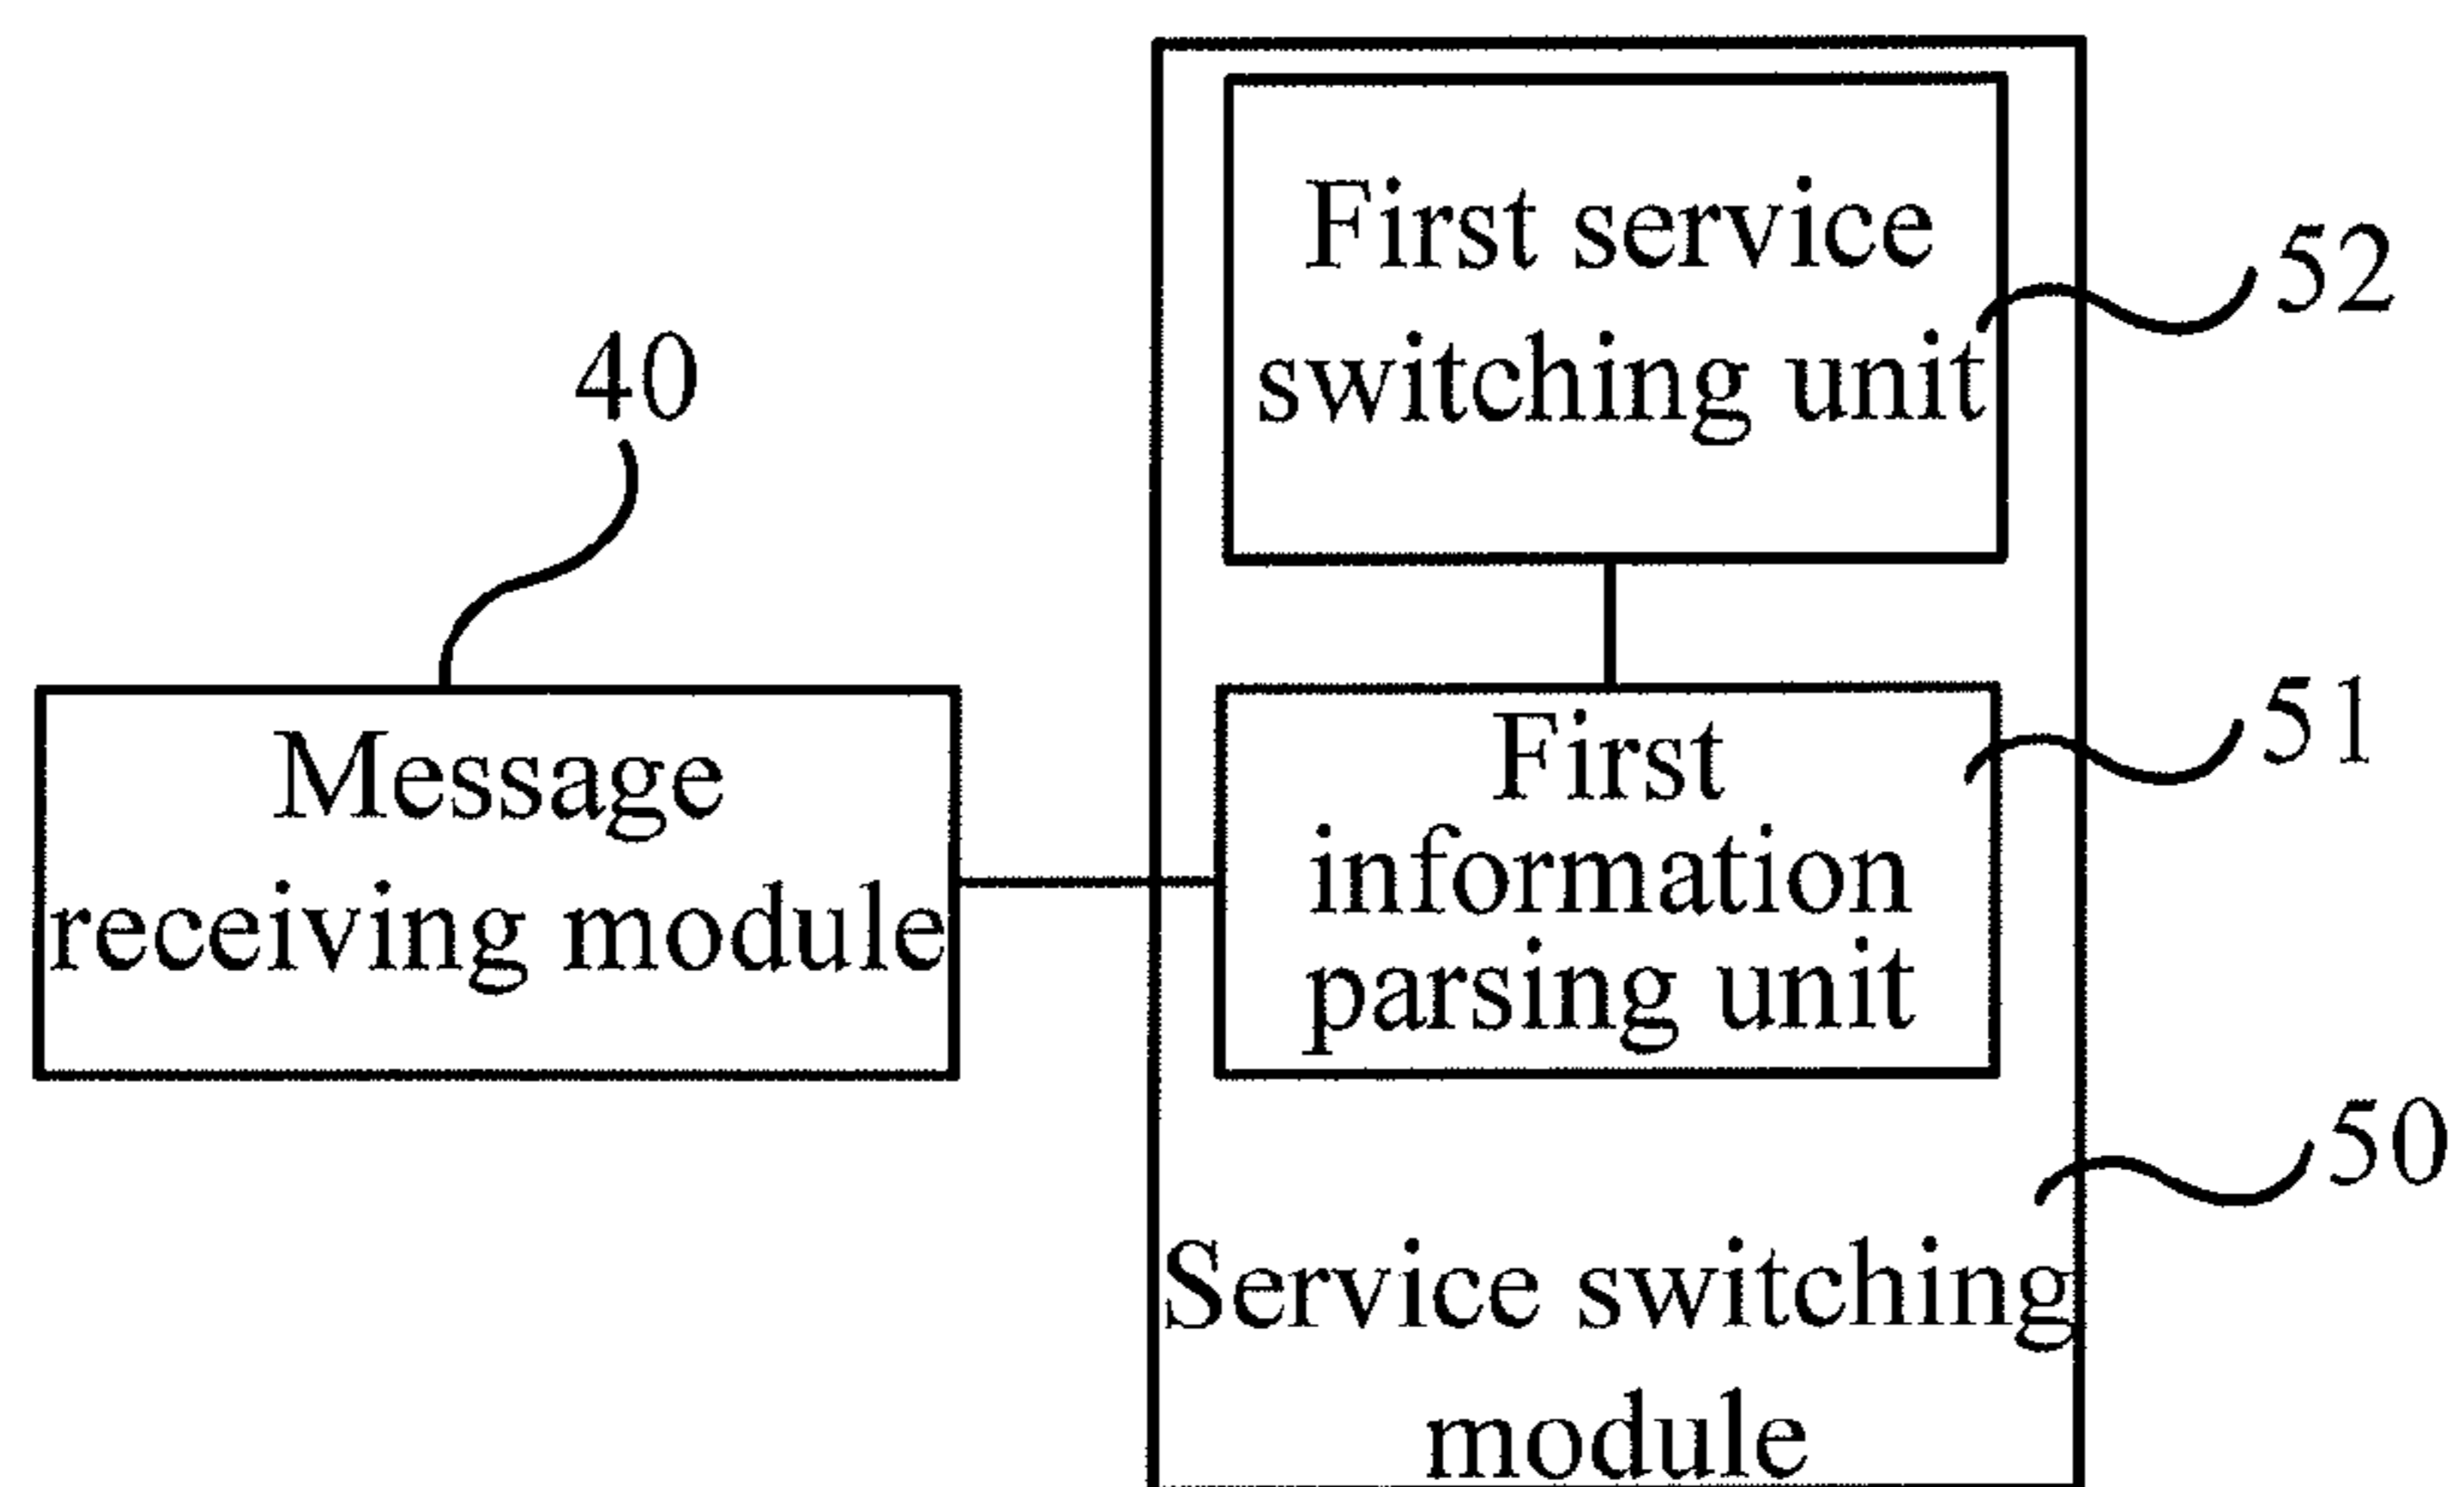 First service
switching unit
52
40
Message
receiving module
First
information
parsing unit
51
50
Service switching
module